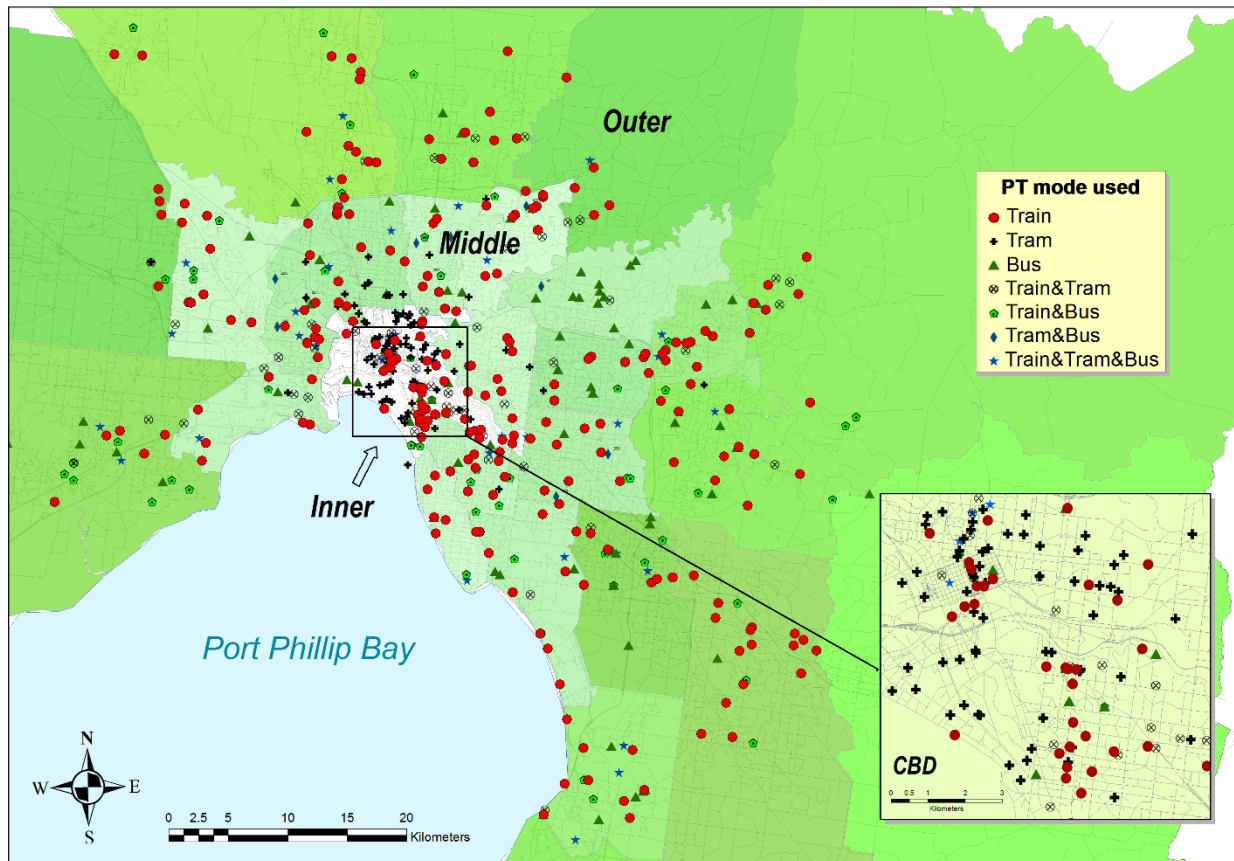 Outer
PT mode used
Train
Tram
Bus
Train&Tram
Train&Bus
Tram&Bus
Train&Tram&Bus
Middle
Inner
Port Phillip Bay
N
W
E
S
0 2.5 5 10 15 20
Kilometers
CBD
0 0.5 1 2 3
Kilometers